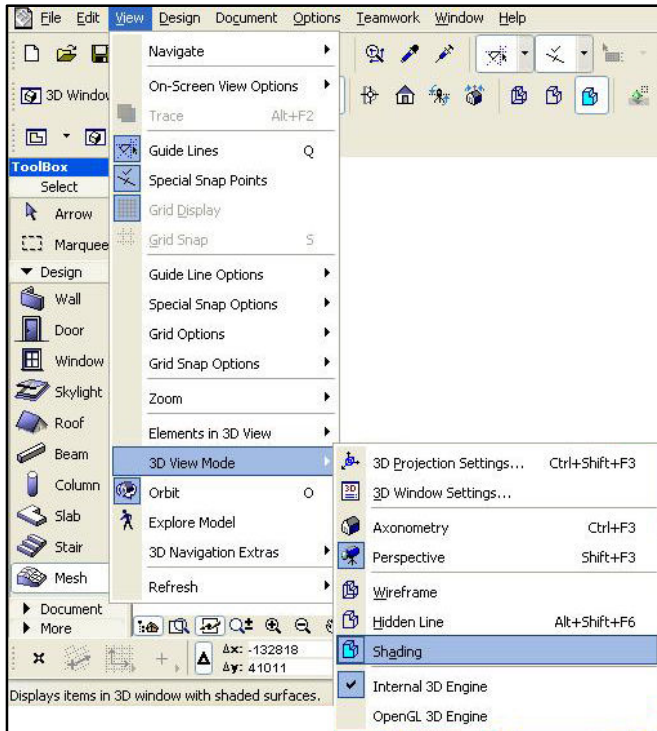 File Edit View Design Document Options Teamwork Window Help
3D Window
ToolBox
Select
Arrow
Marquee
Design
Wall
Door
Window
Skylight
Roof
Beam
Column
Slab
Stair
Mesh
Document
More
Navigate
On-Screen View Options
Trace Alt+F2
Guide Lines Q
Special Snap Points
Grid Display
Grid Snap S
Guide Line Options
Special Snap Options
Grid Options
Grid Snap Options
Zoom
Elements in 3D View
3D View Mode
Orbit O
Explore Model
3D Navigation Extras
Refresh
3D Projection Settings... Ctrl+Shift+F3
3D Window Settings...
Axonometry Ctrl+F3
Perspective Shift+F3
Wireframe
Hidden Line Alt+Shift+F6
Shading
Internal 3D Engine
OpenGL 3D Engine
Δx: -132818
Δy: 41011
Displays items in 3D window with shaded surfaces.